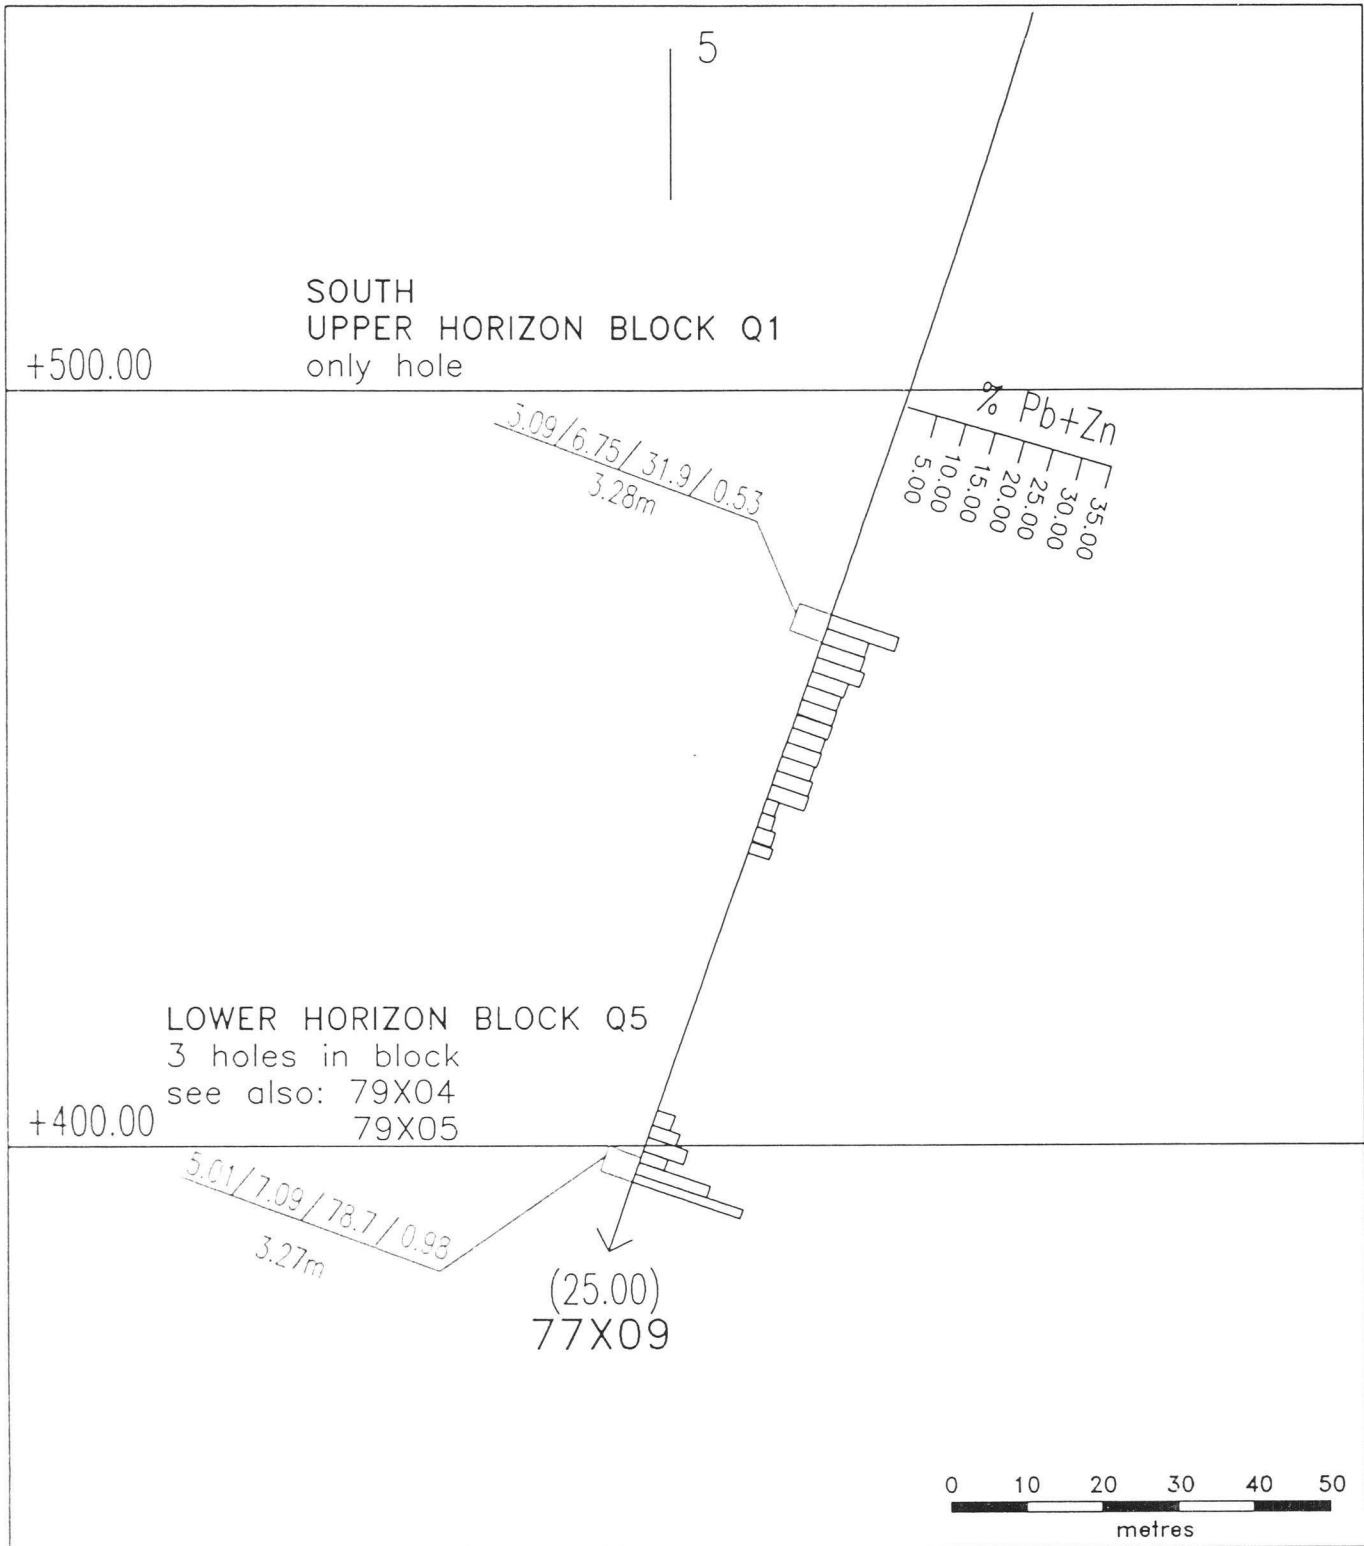 5
SOUTH
UPPER HORIZON BLOCK Q1
only hole
+500.00
% Pb+Zn
5.00
10.00
15.00
20.00
25.00
30.00
35.00
3.09/6.75/31.9/0.53
3.28m
LOWER HORIZON BLOCK Q5
3 holes in block
see also: 79X04
79X05
+400.00
5.01/7.09/78.7/0.98
3.27m
(25.00)
77X09
0 10 20 30 40 50
metres